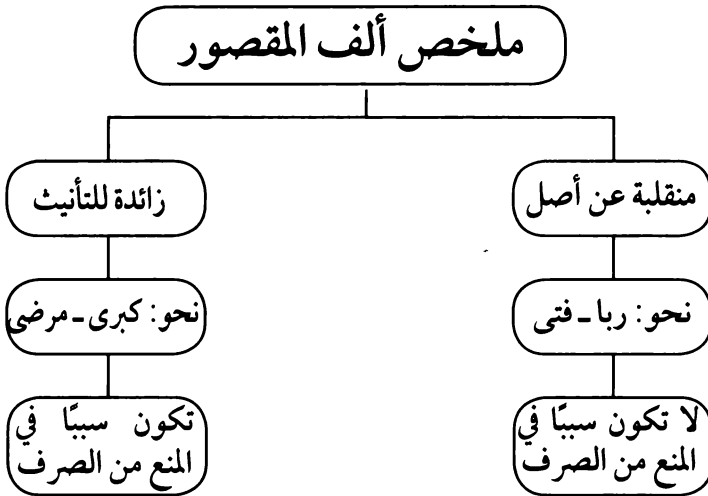 ملخص ألف المقصور
منقلبة عن أصل
زائدة للتأنيث
نحو: ربا ـ فتى
نحو: كبرى ـ مرضى
لا تكون سببًا في
المنع من الصرف
تكون سببًا في
المنع من الصرف